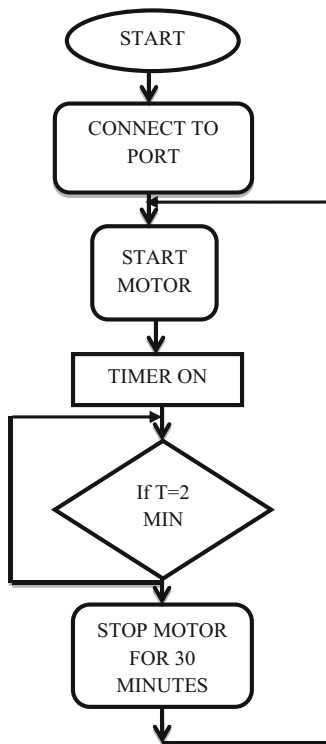 START
CONNECT TO
PORT
START
MOTOR
TIMER ON
If T=2
MIN
STOP MOTOR
FOR 30
MINUTES